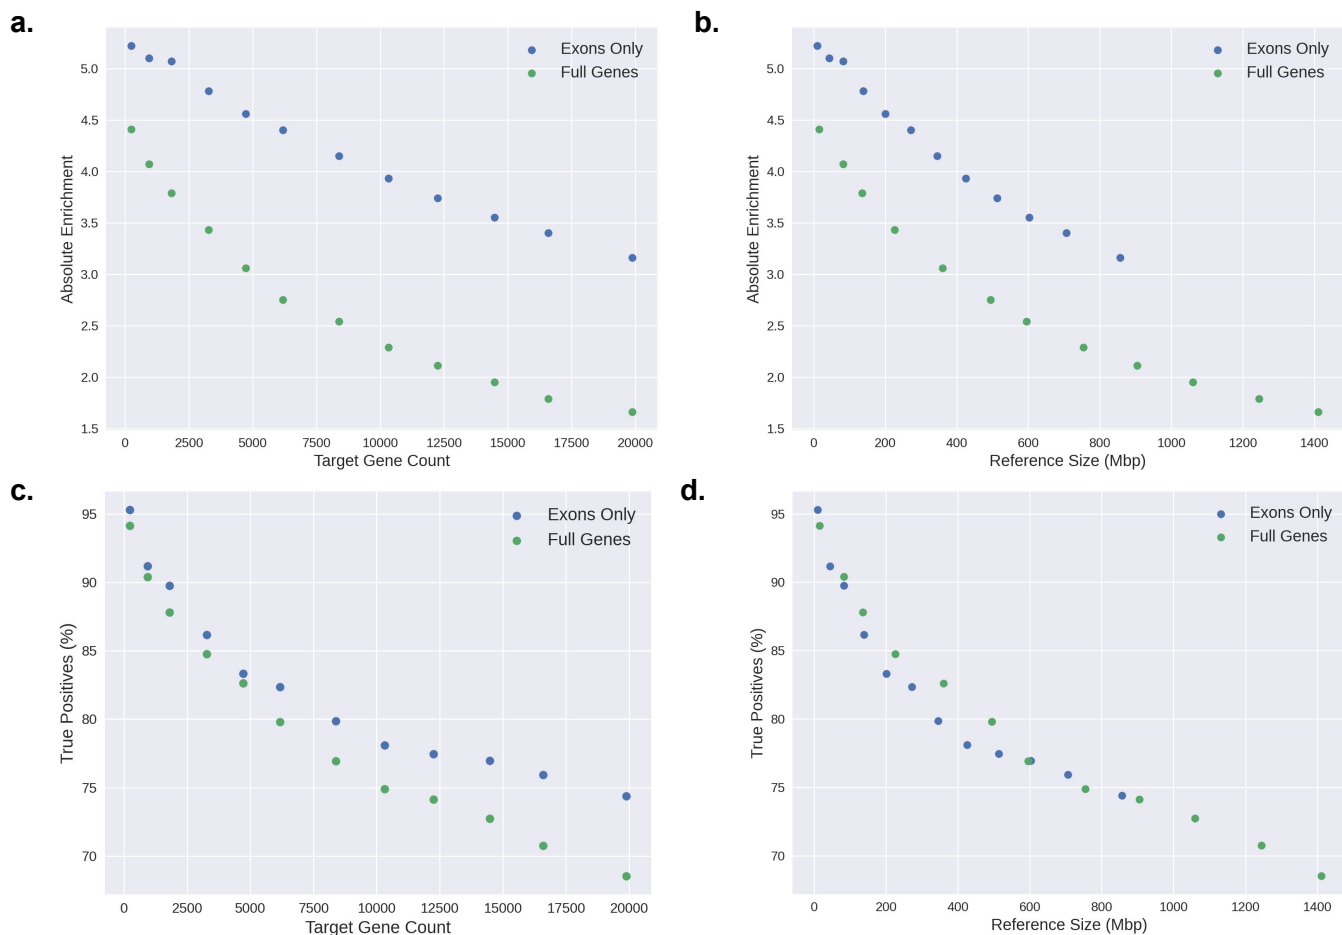 a.
Exons Only
Full Genes
5.0
4.5
4.0
3.5
3.0
2.5
2.0
1.5
Absolute Enrichment
0 2500 5000 7500 10000 12500 15000 17500 20000
Target Gene Count
b.
Exons Only
Full Genes
5.0
4.5
4.0
3.5
3.0
2.5
2.0
1.5
Absolute Enrichment
0 200 400 600 800 1000 1200 1400
Reference Size (Mbp)
c.
Exons Only
Full Genes
95
90
85
80
75
70
True Positives (%)
0 2500 5000 7500 10000 12500 15000 17500 20000
Target Gene Count
d.
Exons Only
Full Genes
95
90
85
80
75
70
True Positives (%)
0 200 400 600 800 1000 1200 1400
Reference Size (Mbp)